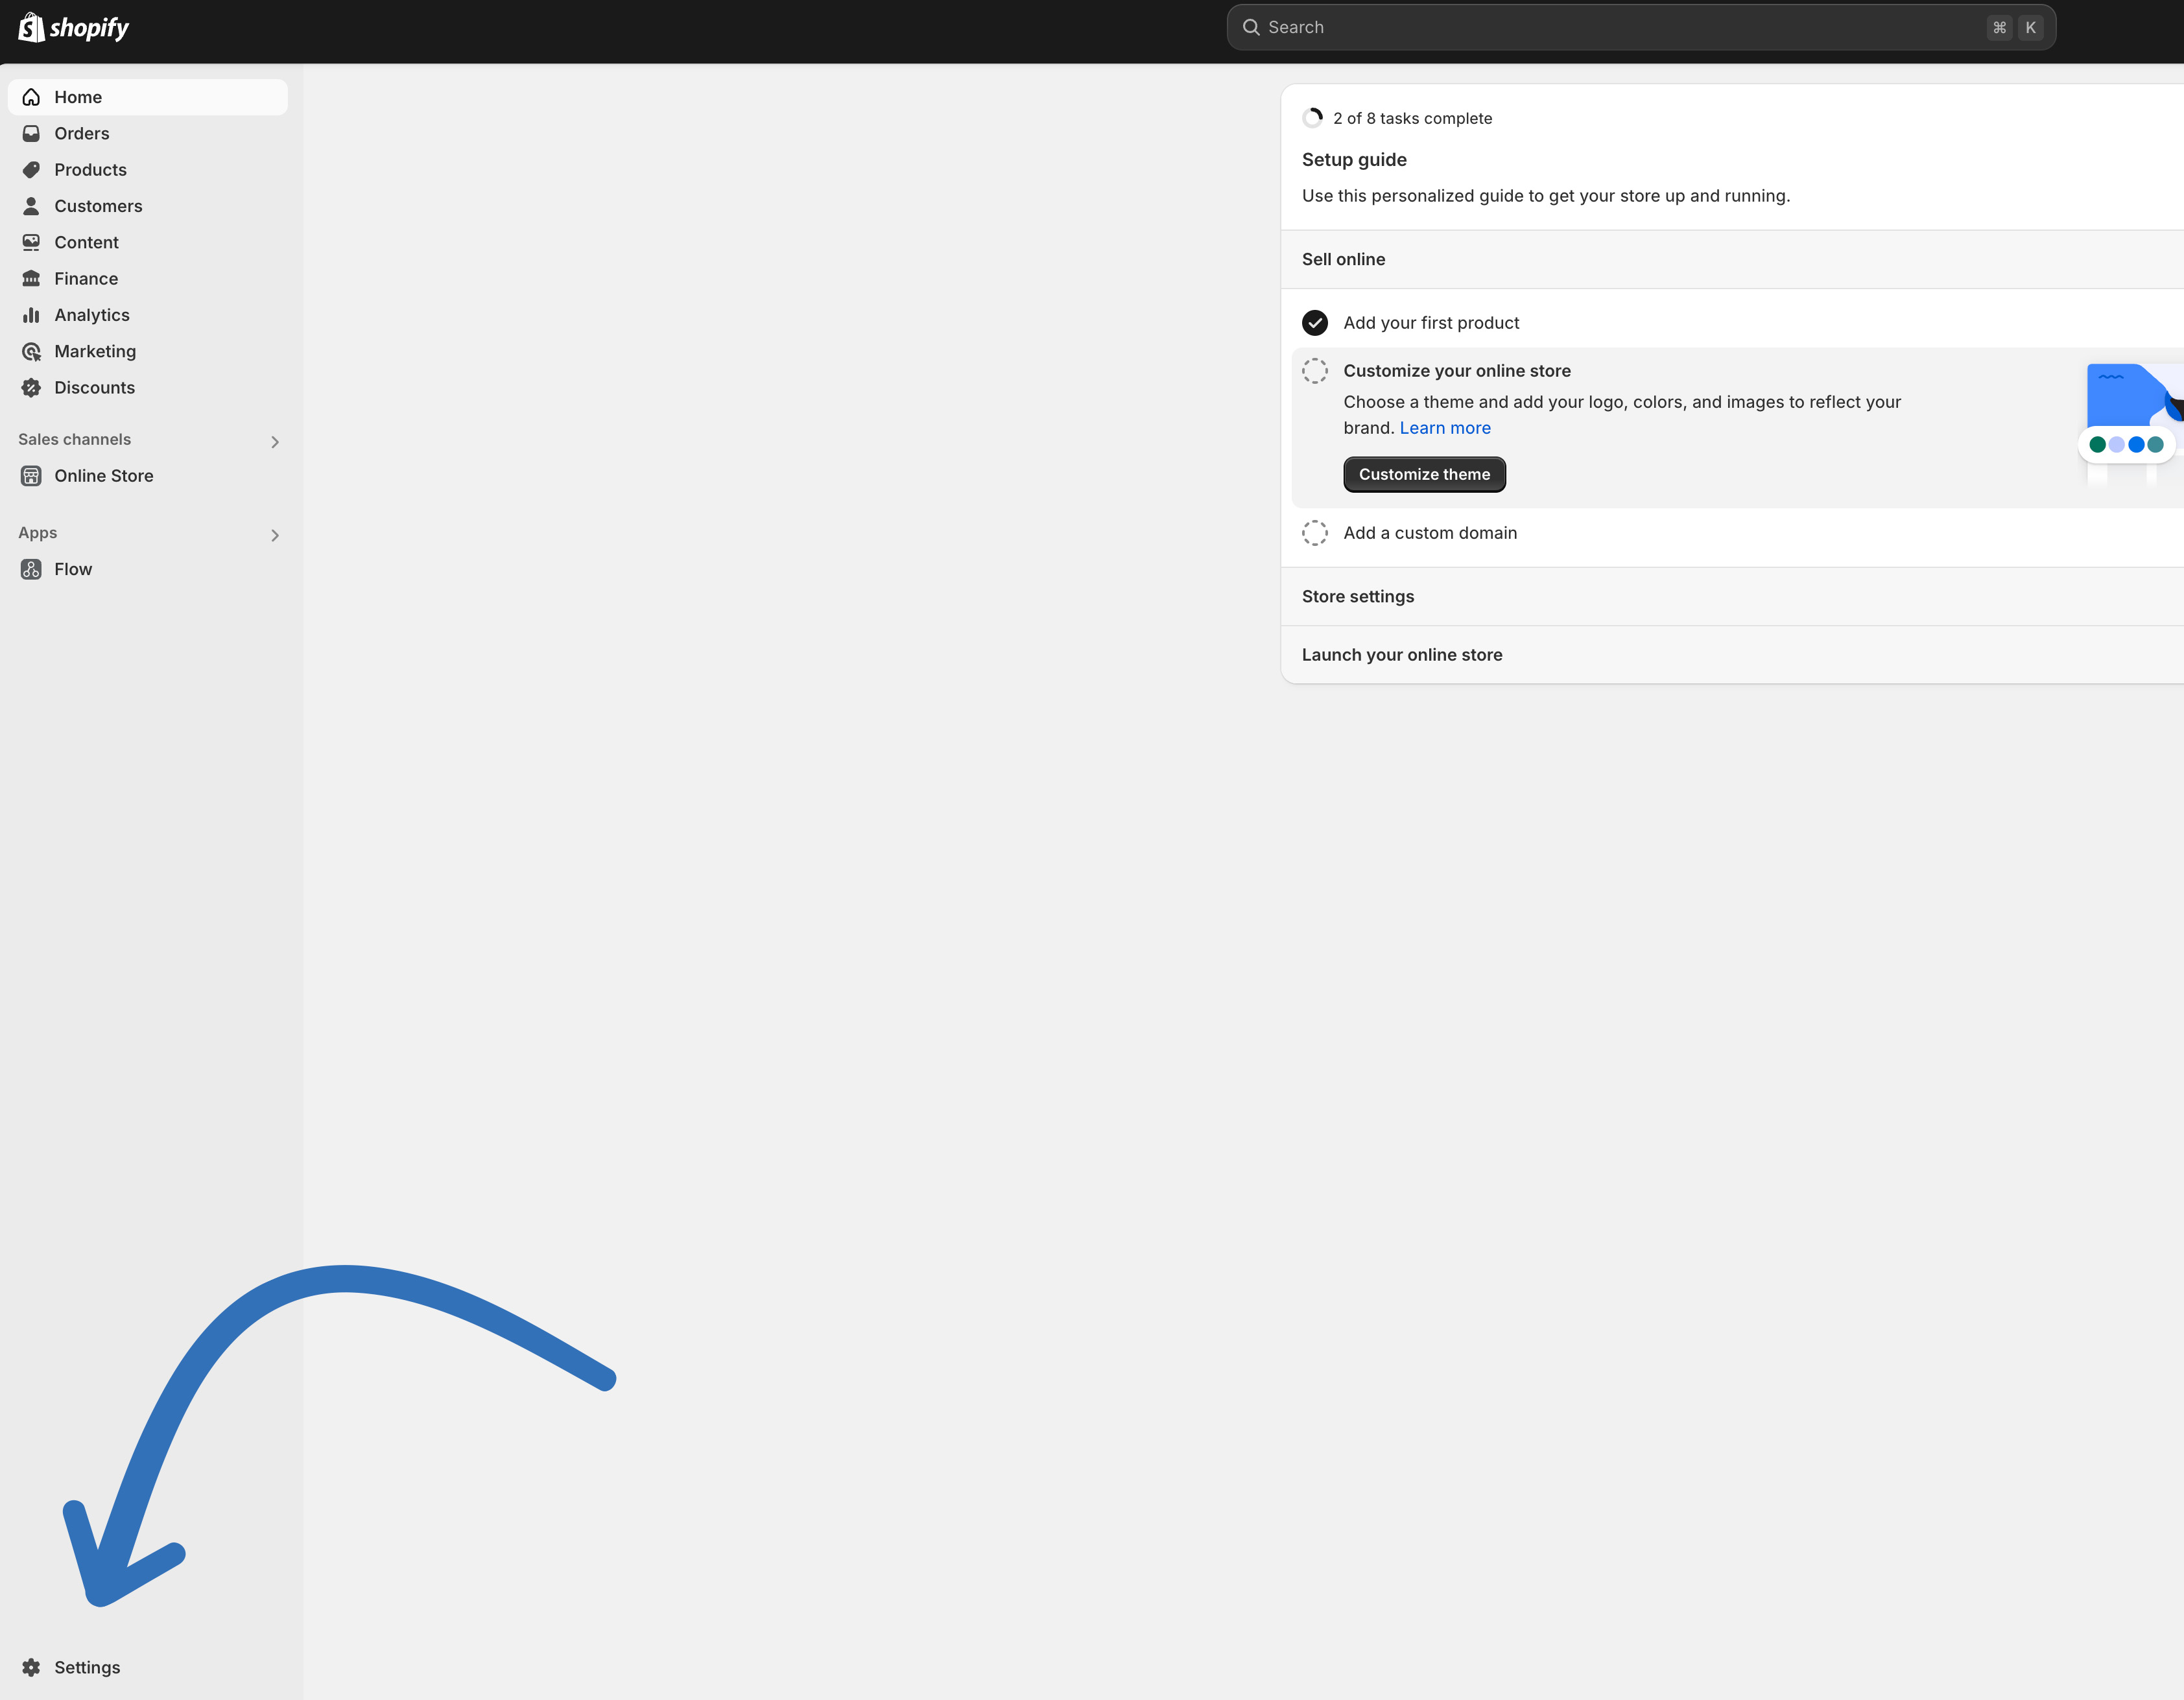 shopify
Search
⌘ K
Home
Orders
Products
Customers
Content
Finance
Analytics
Marketing
Discounts
Sales channels
Online Store
Apps
Flow
Settings
2 of 8 tasks complete
Setup guide
Use this personalized guide to get your store up and running.
Sell online
Add your first product
Customize your online store
Choose a theme and add your logo, colors, and images to reflect your
brand. Learn more
Customize theme
Add a custom domain
Store settings
Launch your online store